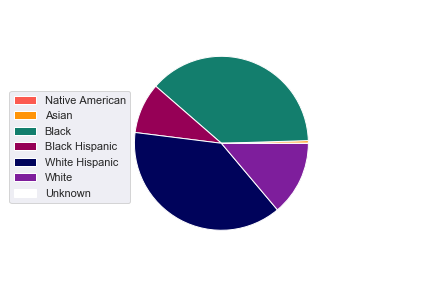 Native American
Asian
Black
Black Hispanic
White Hispanic
White
Unknown